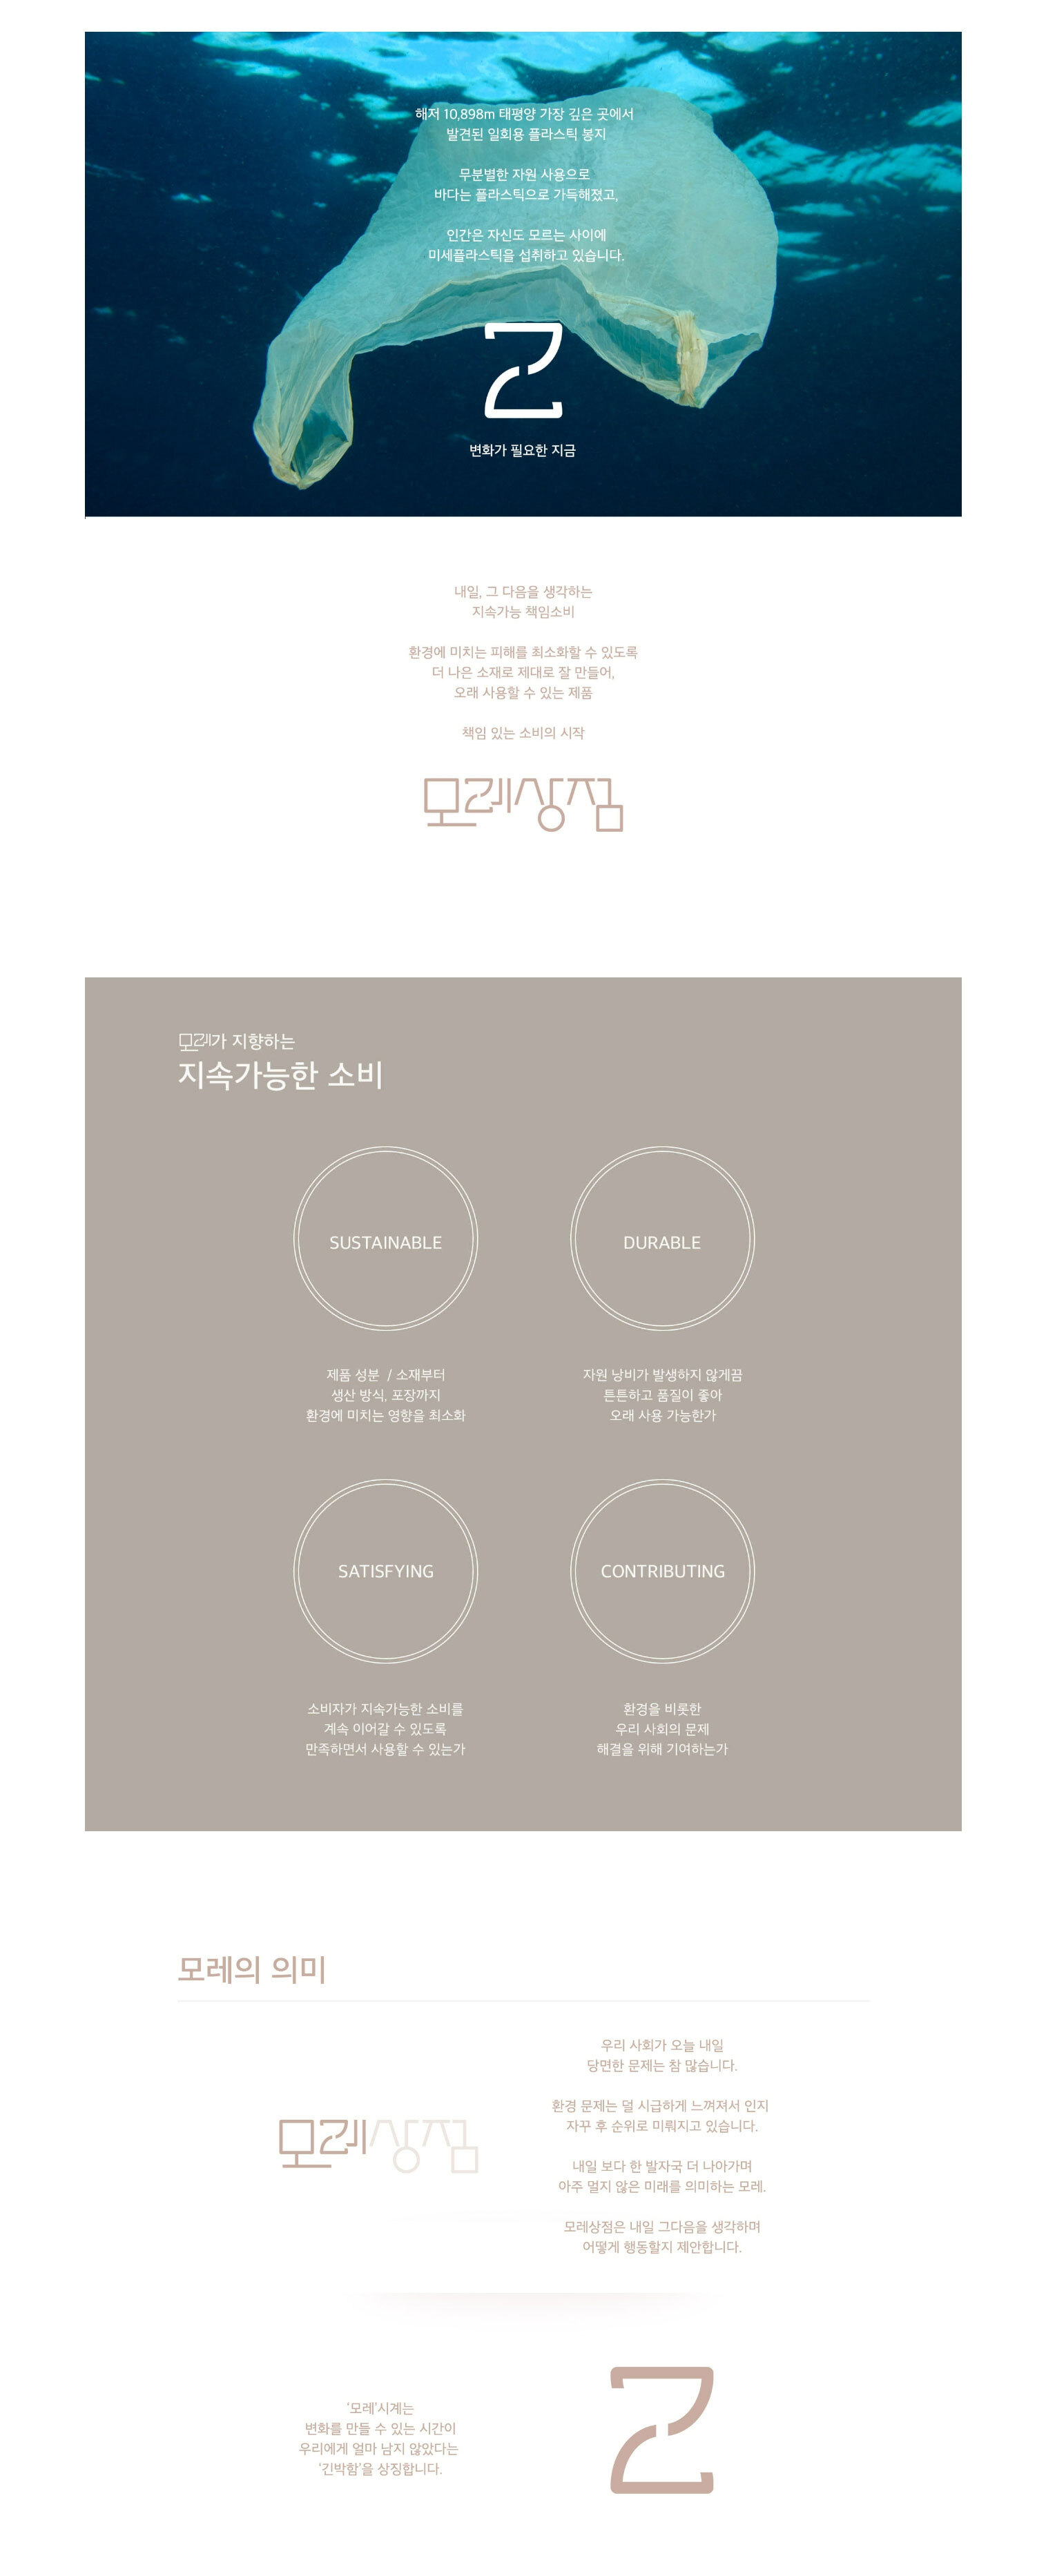 해저 10,898m 태평양 가장 깊은 곳에서
발견된 일회용 플라스틱 봉지
무분별한 자원 사용으로
바다는 플라스틱으로 가득해졌고,
인간은 자신도 모르는 사이에
미세플라스틱을 섭취하고 있습니다.
변화가 필요한 지금
내일, 그 다음을 생각하는
지속가능 책임소비
환경에 미치는 피해를 최소화할 수 있도록
더 나은 소재로 제대로 잘 만들어,
오래 사용할 수 있는 제품
책임 있는 소비의 시작
모레상점
모레가 지향하는
지속가능한 소비
SUSTAINABLE
제품 성분 / 소재부터
생산 방식, 포장까지
환경에 미치는 영향을 최소화
DURABLE
자원 낭비가 발생하지 않게끔
튼튼하고 품질이 좋아
오래 사용 가능한가
SATISFYING
소비자가 지속가능한 소비를
계속 이어갈 수 있도록
만족하면서 사용할 수 있는가
CONTRIBUTING
환경을 비롯한
우리 사회의 문제
해결을 위해 기여하는가
모레의 의미
모레상점
우리 사회가 오늘 내일
당면한 문제는 참 많습니다.
환경 문제는 덜 시급하게 느껴져서 인지
자꾸 후 순위로 미뤄지고 있습니다.
내일 보다 한 발자국 더 나아가며
아주 멀지 않은 미래를 의미하는 모레.
모레상점은 내일 그다음을 생각하며
어떻게 행동할지 제안합니다.
'모레'시계는
변화를 만들 수 있는 시간이
우리에게 얼마 남지 않았다는
'긴박함'을 상징합니다.